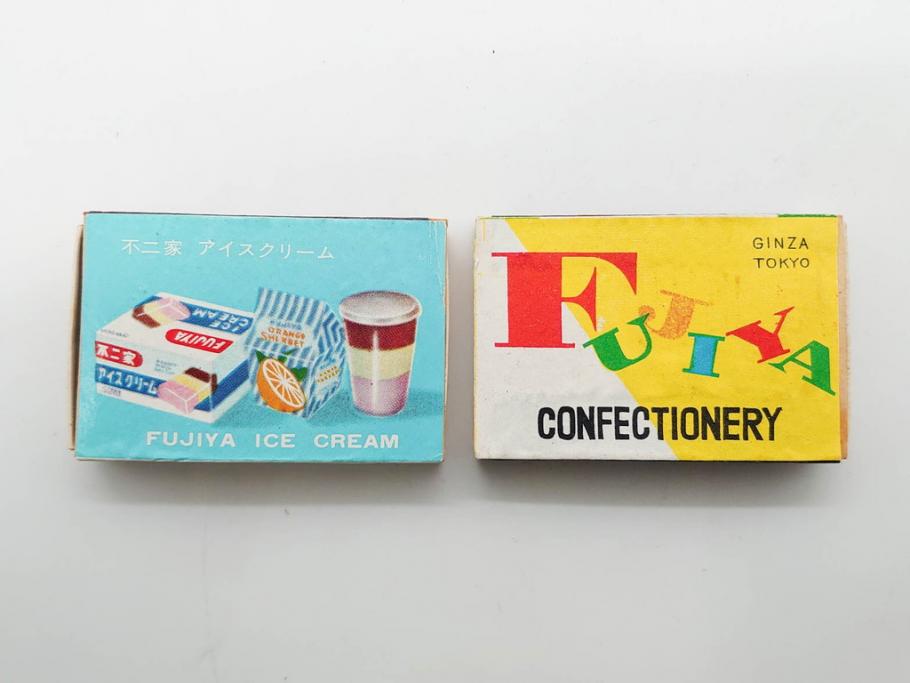 不二家 アイスクリーム
ICE CREAM
FUJIYA
不二家
アイスクリーム
ORANGE
SHERBET
FUJIYA ICE CREAM
GINZA
TOKYO
FUJIYA
CONFECTIONERY